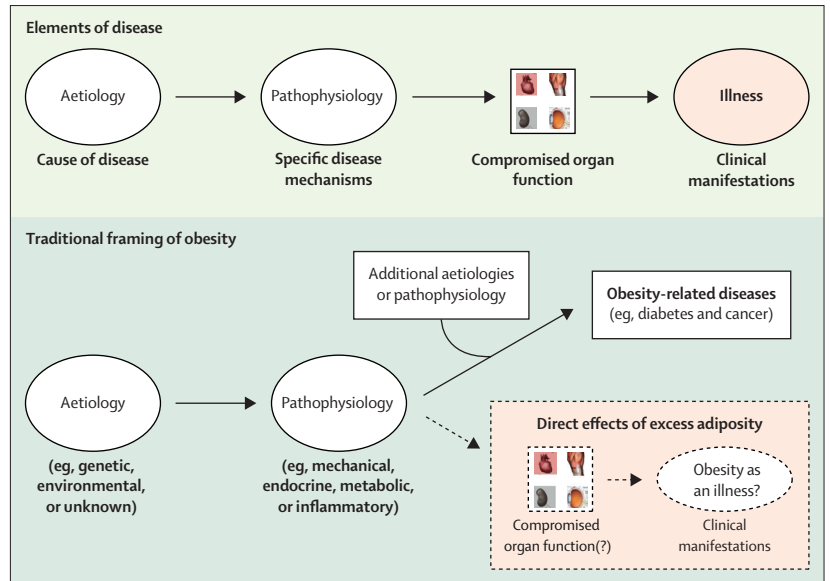 Elements of disease
Aetiology
Pathophysiology
Illness
Cause of disease
Specific disease
mechanisms
Compromised organ
function
Clinical
manifestations
Traditional framing of obesity
Additional aetiologies
or pathophysiology
Obesity-related diseases
(eg, diabetes and cancer)
Aetiology
Pathophysiology
(eg, genetic,
environmental,
or unknown)
(eg, mechanical,
endocrine, metabolic,
or inflammatory)
Direct effects of excess adiposity
Obesity as
an illness?
Compromised
organ function(?)
Clinical
manifestations